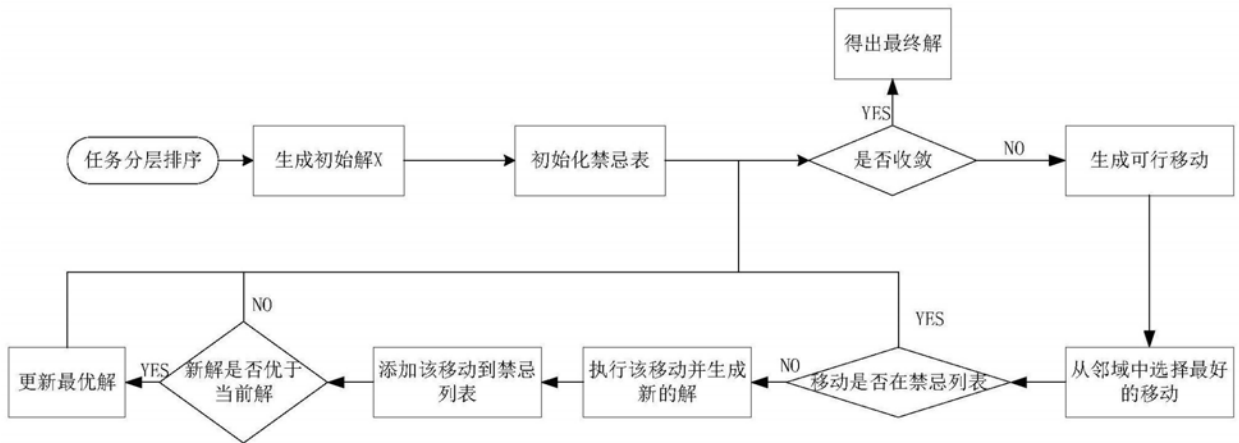 得出最终解
YES
任务分层排序
生成初始解X
初始化禁忌表
是否收敛
NO
生成可行移动
NO
YES
更新最优解
YES
新解是否优于
当前解
添加该移动到禁忌
列表
执行该移动并生成
新的解
NO
移动是否在禁忌列表
从邻域中选择最好
的移动